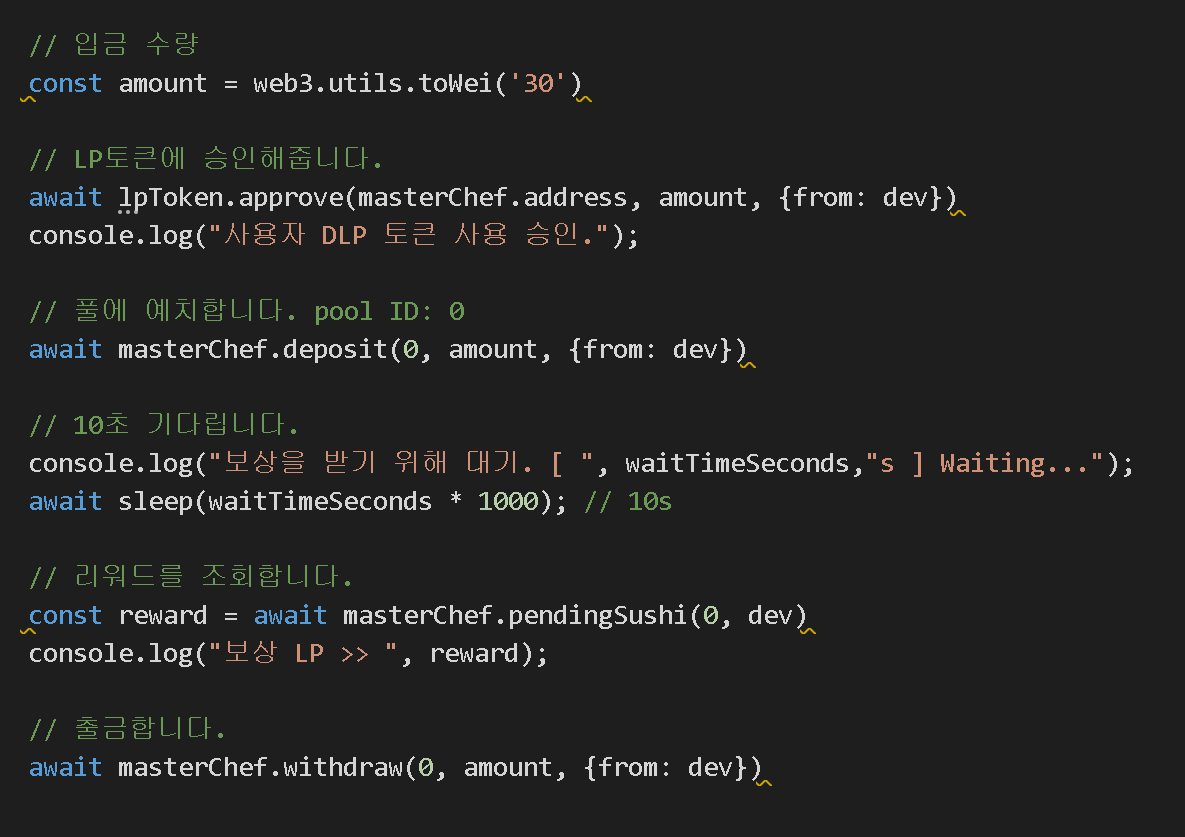 // 입금 수량
const amount = web3.utils.toWei('30')
// LP토큰에 승인해줍니다.
await lpToken.approve(masterChef.address, amount, {from: dev})
console.log("사용자 DLP 토큰 사용 승인.");
// 풀에 예치합니다. pool ID: 0
await masterChef.deposit(0, amount, {from: dev})
// 10초 기다립니다.
console.log("보상을 받기 위해 대기. [ ", waitTimeSeconds,"s ] Waiting...");
await sleep(waitTimeSeconds * 1000); // 10s
// 리워드를 조회합니다.
const reward = await masterChef.pendingSushi(0, dev)
console.log("보상 LP >> ", reward);
// 출금합니다.
await masterChef.withdraw(0, amount, {from: dev})